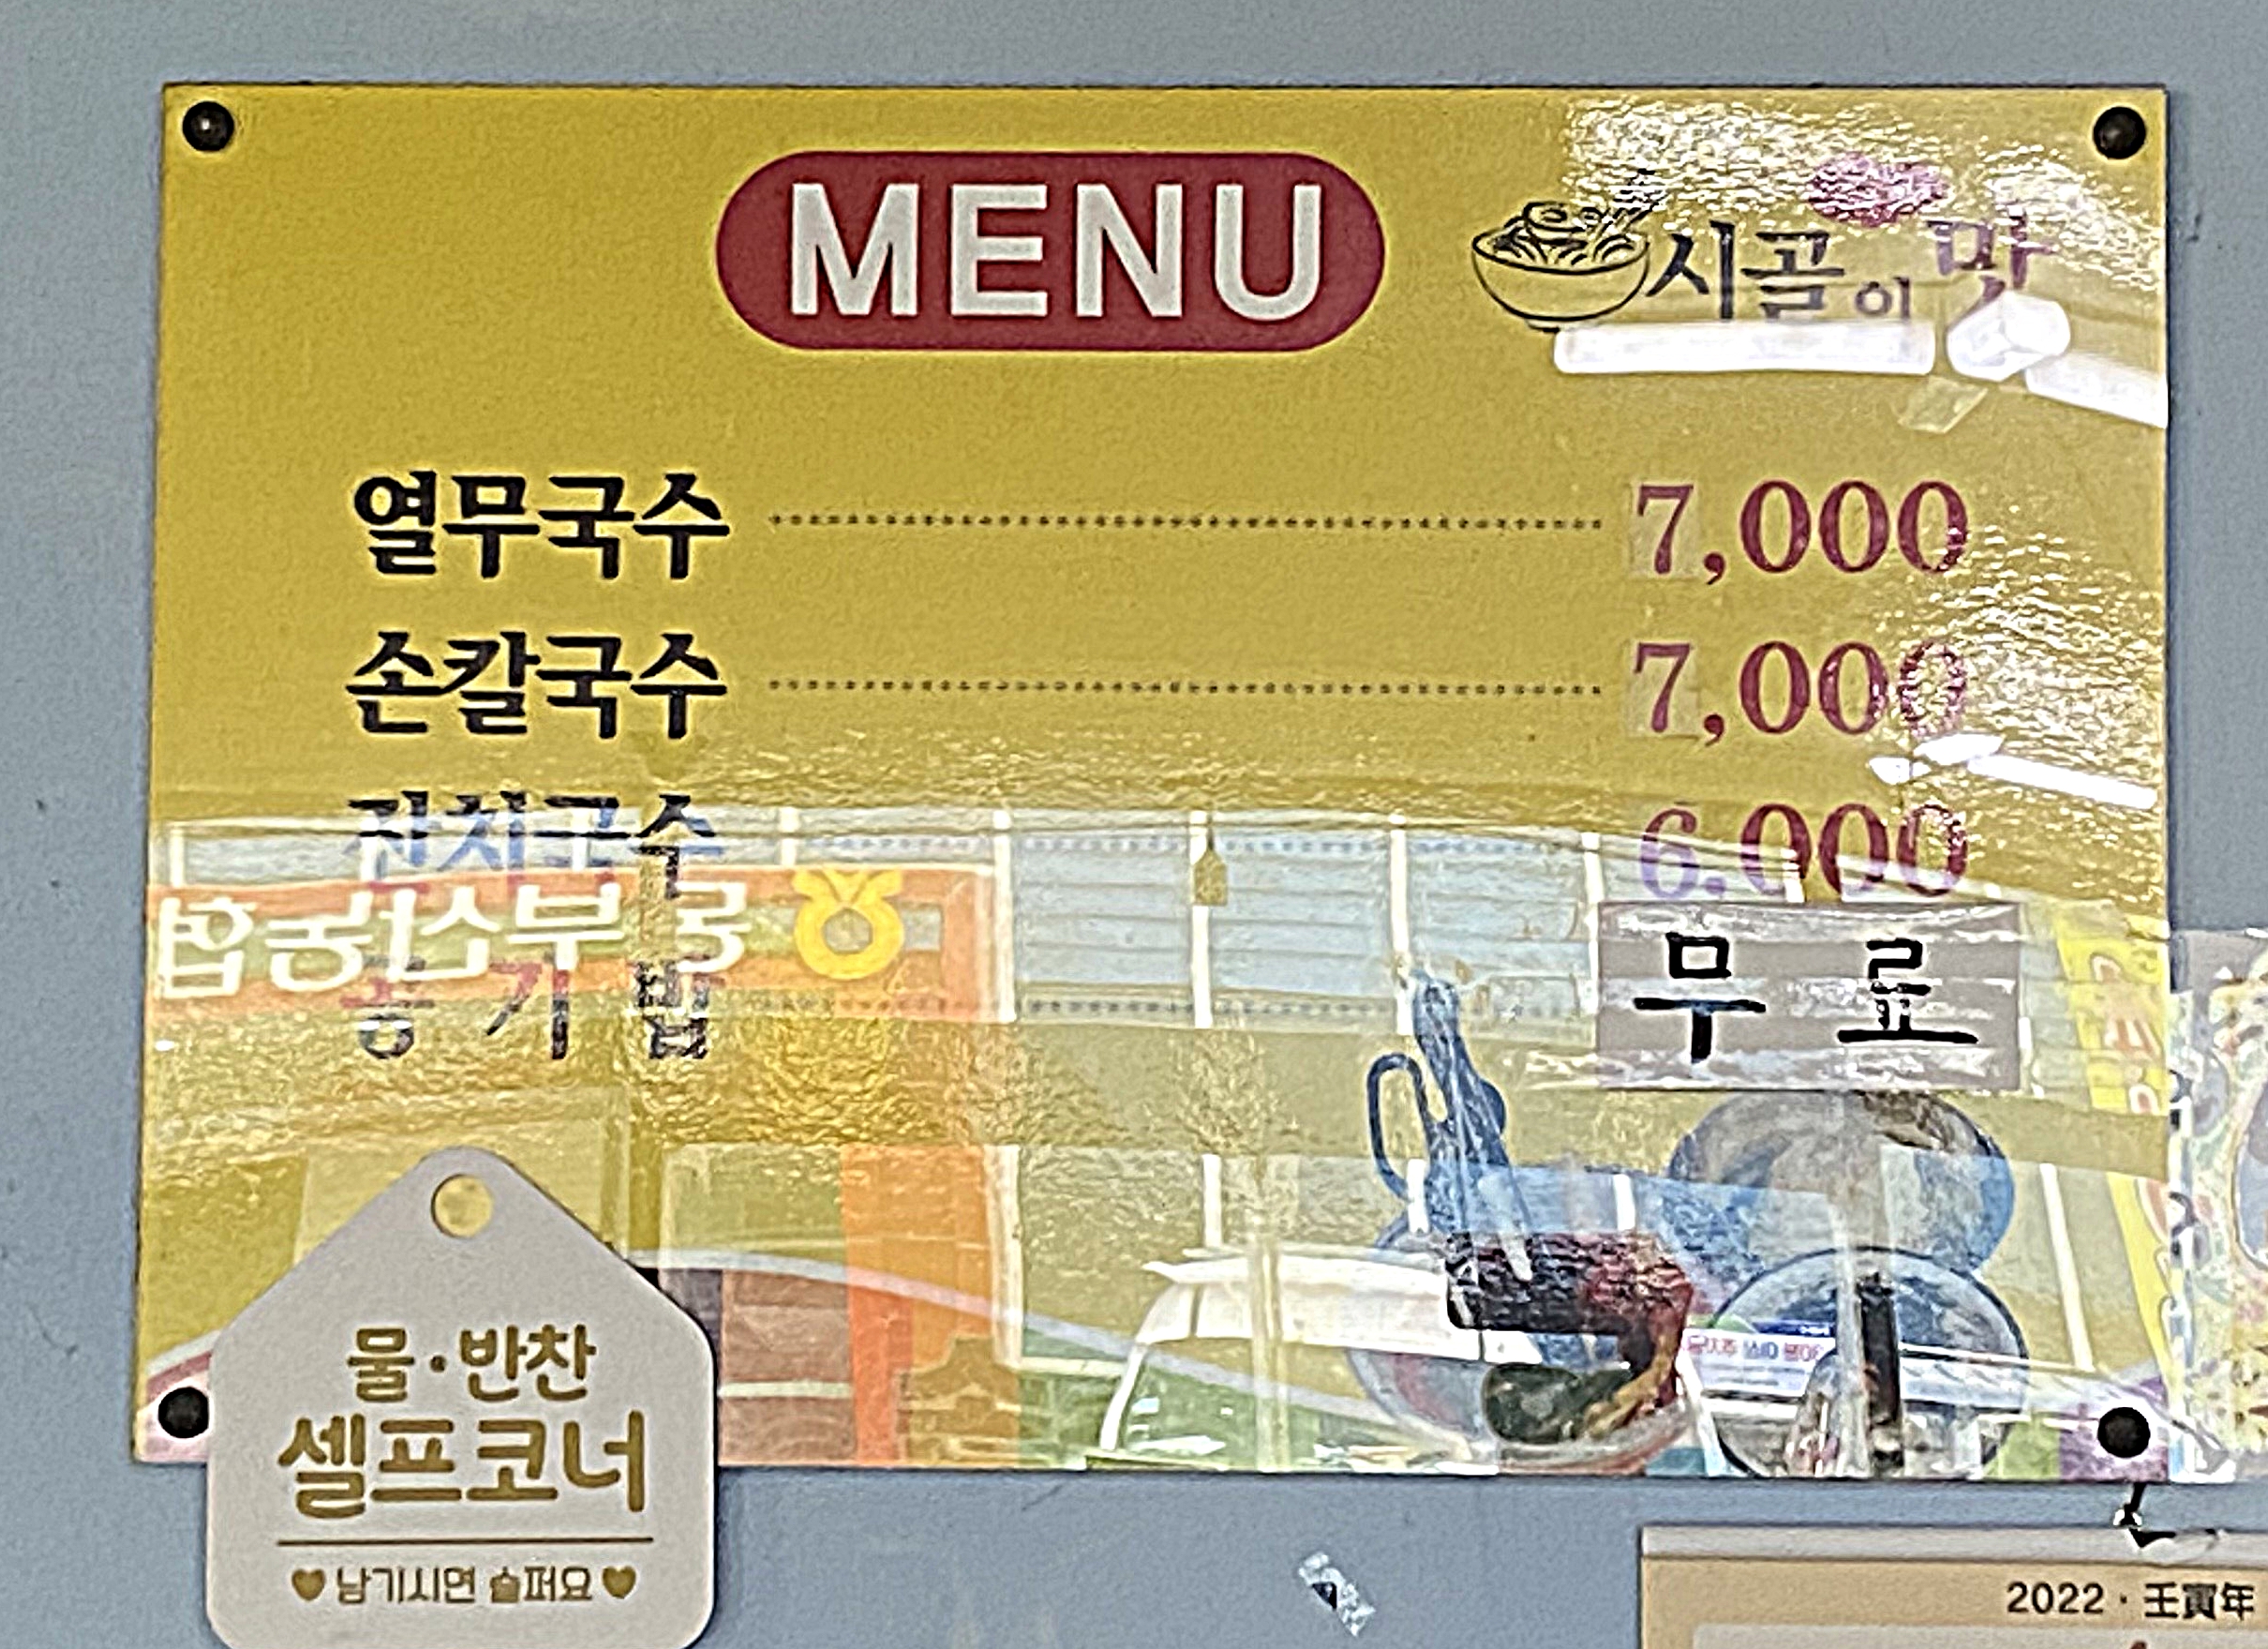 MENU
시골의 맛
열무국수 7,000
손칼국수 7,000
잔치국수 6,000
공기밥 무료
물·반찬
셀프코너
남기시면 슬퍼요
2022 · 壬寅年